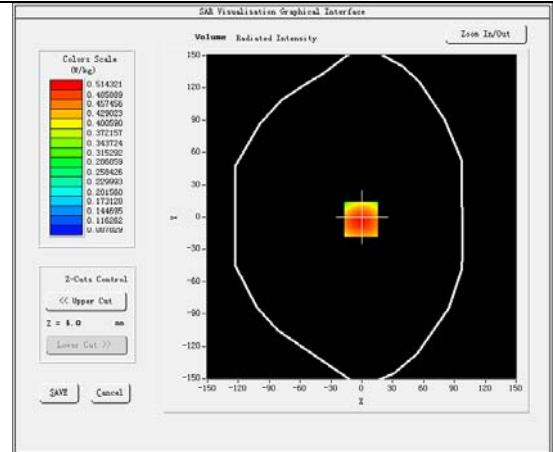 SAR Visualisation Graphical Interface
Volume Radiated Intensity
Zoom In/Out
Colors Scale
(W/kg)
0.514321
0.485889
0.457456
0.429023
0.400590
0.372157
0.343724
0.315292
0.286859
0.258426
0.229993
0.201560
0.173128
0.144695
0.116262
0.087829
150
120
90
60
30
0
-30
-60
-90
-120
-150
Y
-150 -120 -90 -60 -30 0 30 60 90 120 150
X
Z-Cuts Control
<< Upper Cut
Z = 4.0 mm
Lower Cut >>
SAVE Cancel